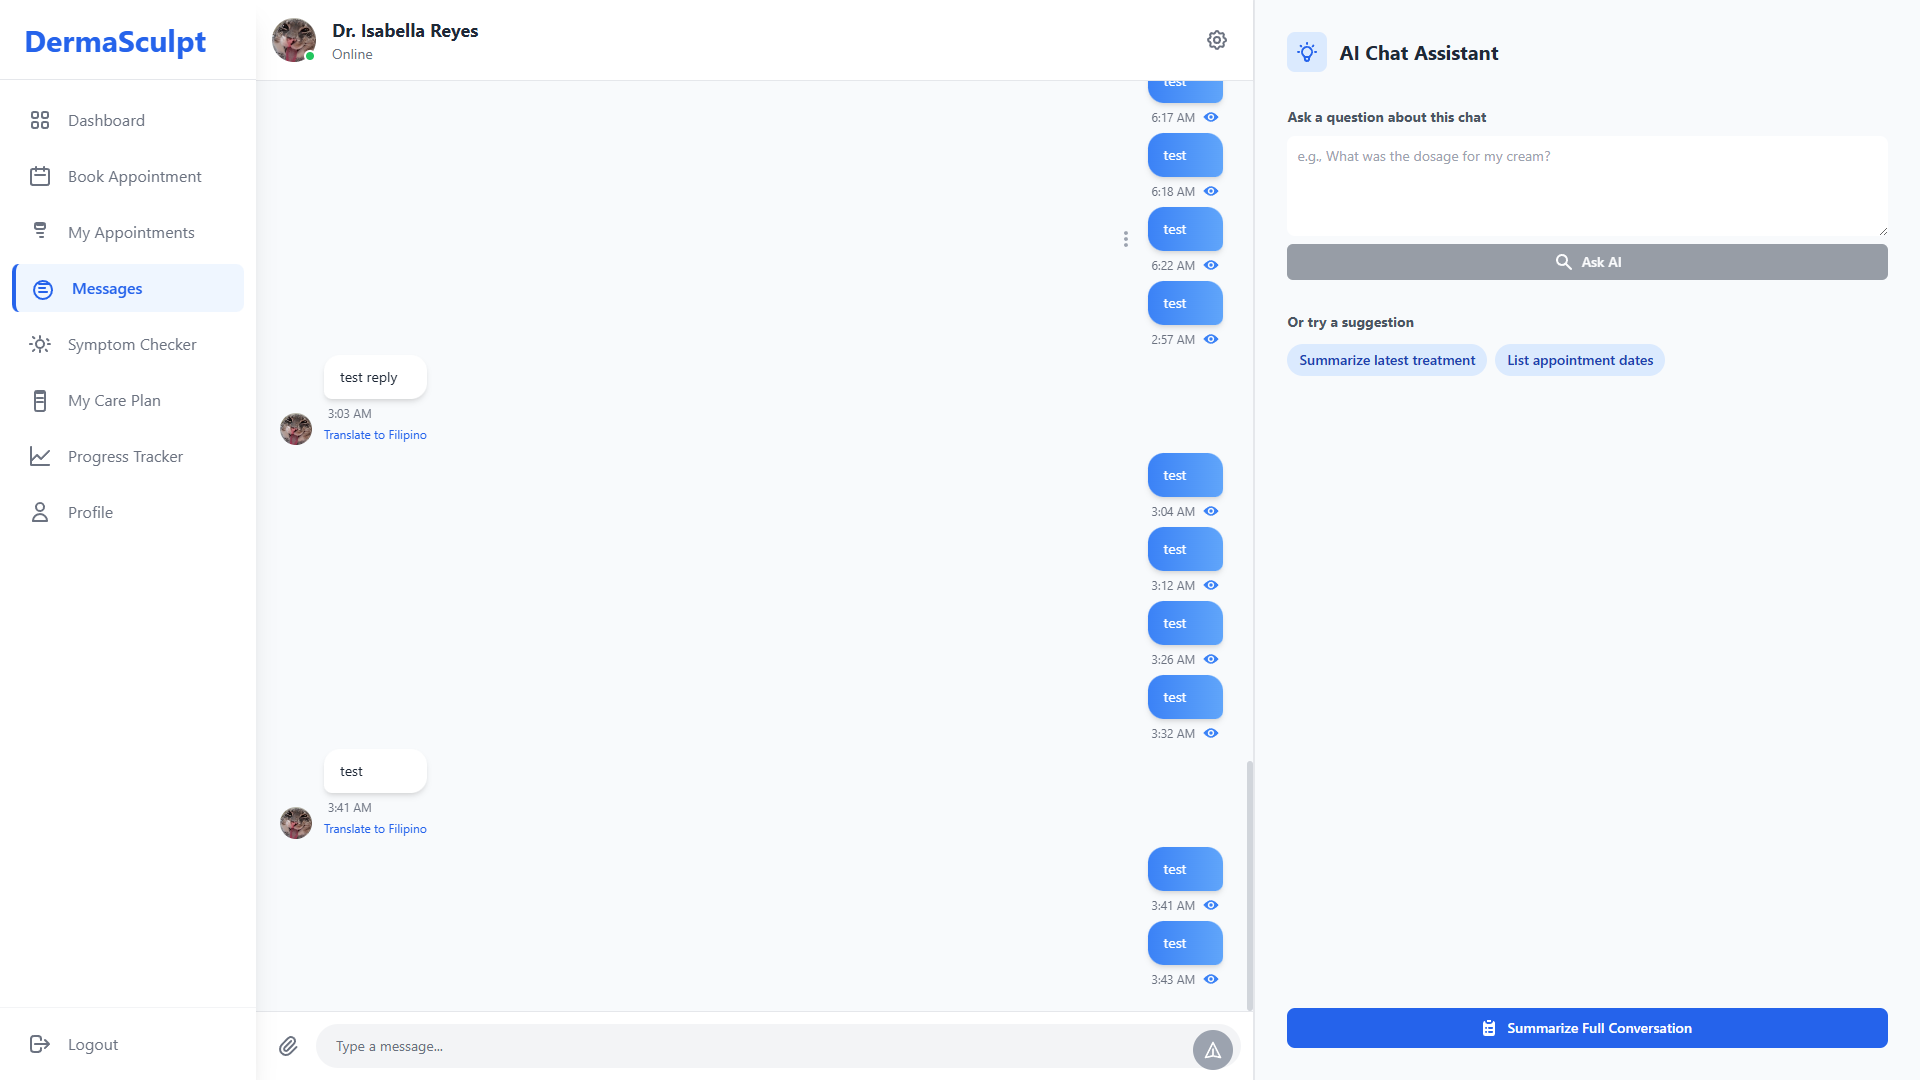 DermaSculpt
Dashboard
Book Appointment
My Appointments
Messages
Symptom Checker
My Care Plan
Progress Tracker
Profile
Logout
Dr. Isabella Reyes
Online
test
6:17 AM
test
6:18 AM
test
6:22 AM
test
2:57 AM
test reply
3:03 AM
Translate to Filipino
test
3:04 AM
test
3:12 AM
test
3:26 AM
test
3:32 AM
test
3:41 AM
Translate to Filipino
test
3:41 AM
test
3:43 AM
Type a message...
AI Chat Assistant
Ask a question about this chat
e.g., What was the dosage for my cream?
Ask AI
Or try a suggestion
Summarize latest treatment
List appointment dates
Summarize Full Conversation